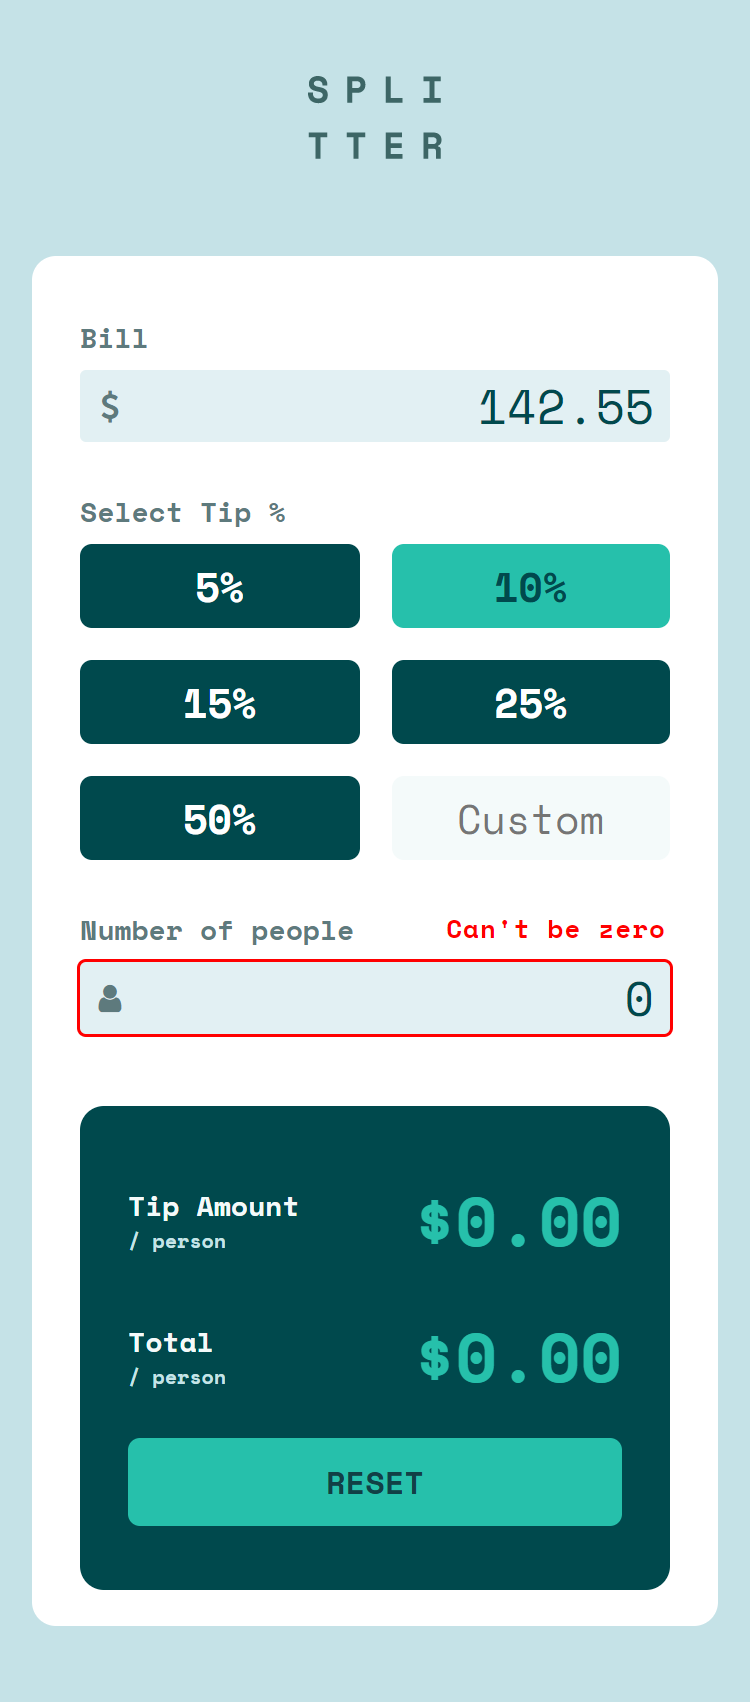 SPLI
TTER
Bill
$ 142.55
Select Tip %
5% 10%
15% 25%
50% Custom
Number of people Can't be zero
0
Tip Amount $0.00
/ person
Total $0.00
/ person
RESET